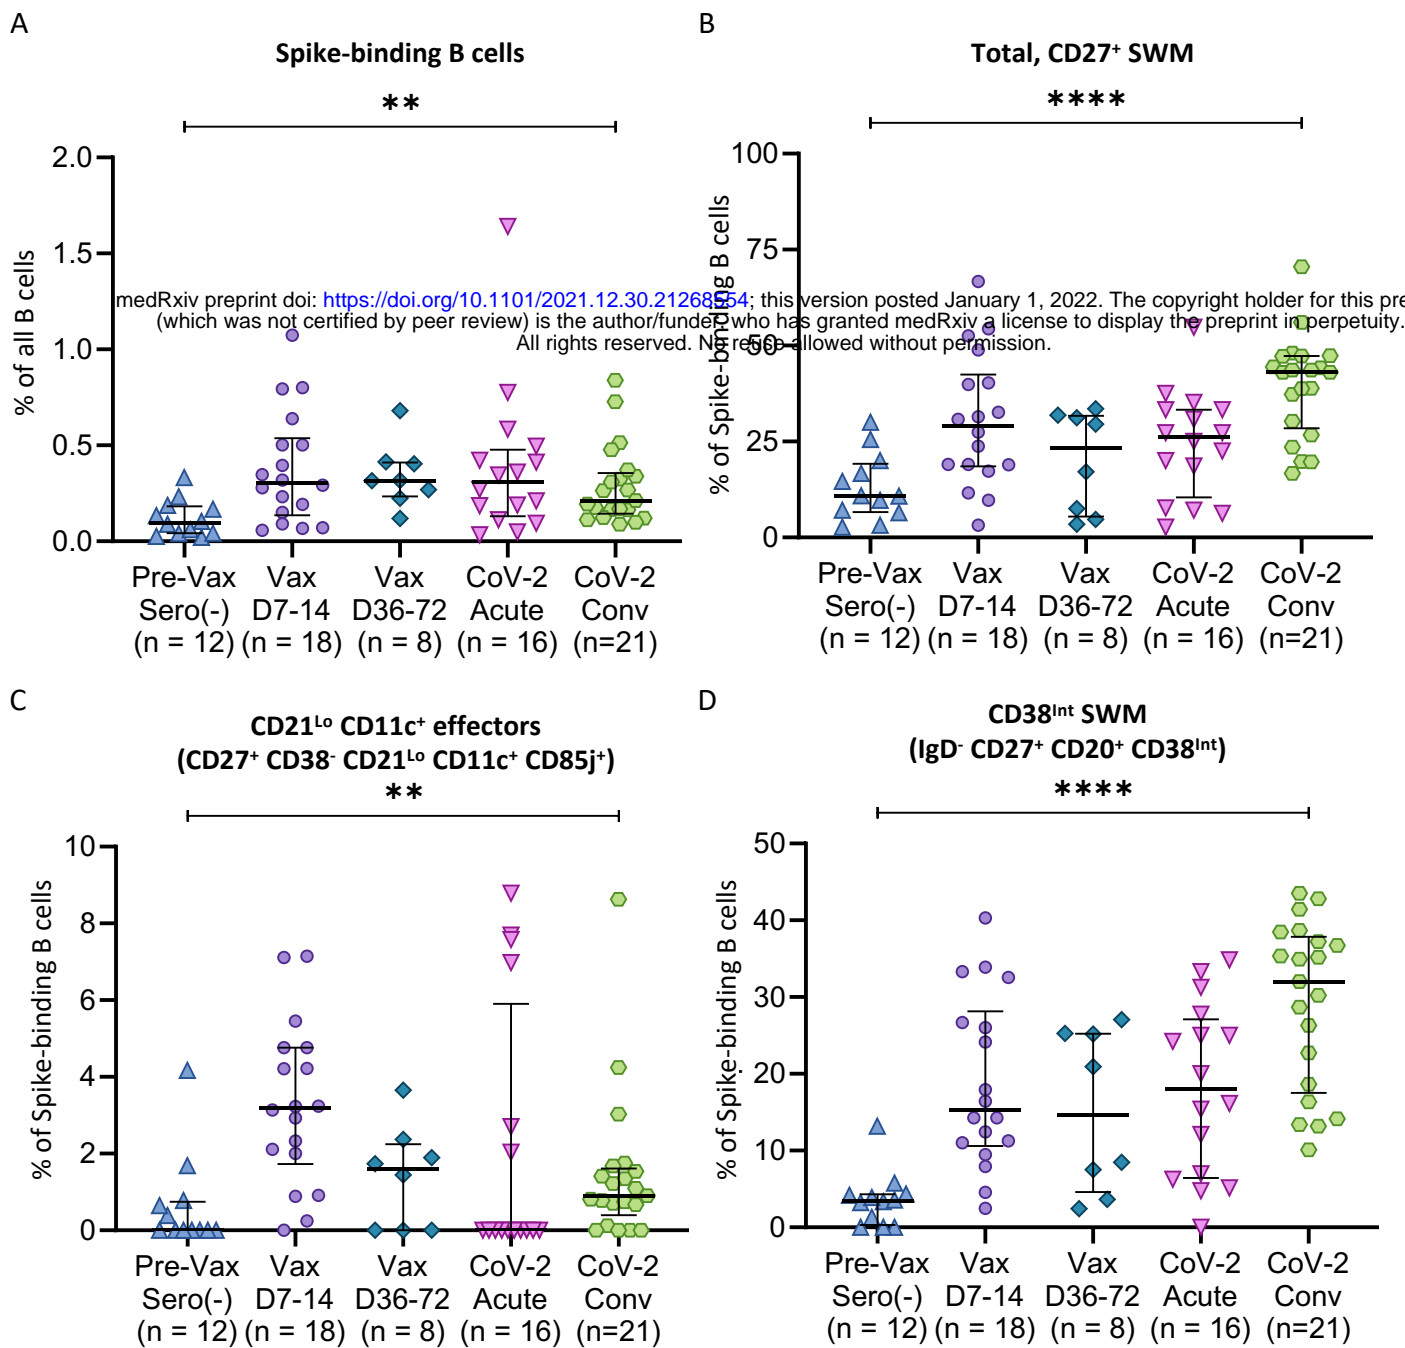 A
Spike-binding B cells
**
% of all B cells
2.0
1.5
1.0
0.5
0.0
Pre-Vax Sero(-) (n = 12)
Vax D7-14 (n = 18)
Vax D36-72 (n = 8)
CoV-2 Acute (n = 16)
CoV-2 Conv (n=21)
B
Total, CD27⁺ SWM
****
% of Spike-binding B cells
100
75
50
25
0
Pre-Vax Sero(-) (n = 12)
Vax D7-14 (n = 18)
Vax D36-72 (n = 8)
CoV-2 Acute (n = 16)
CoV-2 Conv (n=21)
medRxiv preprint doi: https://doi.org/10.1101/2021.12.30.21268554; this version posted January 1, 2022. The copyright holder for this pre
(which was not certified by peer review) is the author/funder, who has granted medRxiv a license to display the preprint in perpetuity.
All rights reserved. No reuse allowed without permission.
C
CD21ᴸᵒ CD11c⁺ effectors
(CD27⁺ CD38⁻ CD21ᴸᵒ CD11c⁺ CD85j⁺)
**
% of Spike-binding B cells
10
8
6
4
2
0
Pre-Vax Sero(-) (n = 12)
Vax D7-14 (n = 18)
Vax D36-72 (n = 8)
CoV-2 Acute (n = 16)
CoV-2 Conv (n=21)
D
CD38ᴵⁿᵗ SWM
(IgD⁻ CD27⁺ CD20⁺ CD38ᴵⁿᵗ)
****
% of Spike-binding B cells
50
40
30
20
10
0
Pre-Vax Sero(-) (n = 12)
Vax D7-14 (n = 18)
Vax D36-72 (n = 8)
CoV-2 Acute (n = 16)
CoV-2 Conv (n=21)